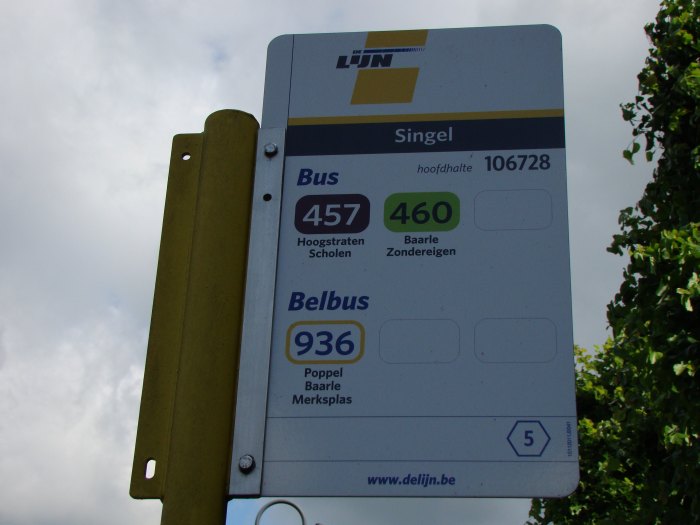 DE LIJN
Singel
hoofdhalte 106728
Bus
457 460
Hoogstraten Baarle
Scholen Zondereigen
Belbus
936
Poppel
Baarle
Merksplas
5
www.delijn.be